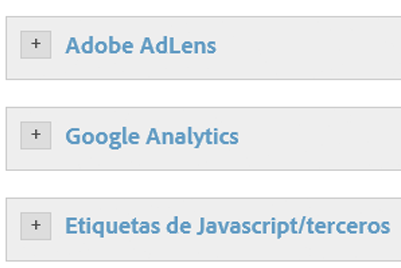 + Adobe AdLens
+ Google Analytics
+ Etiquetas de Javascript/terceros